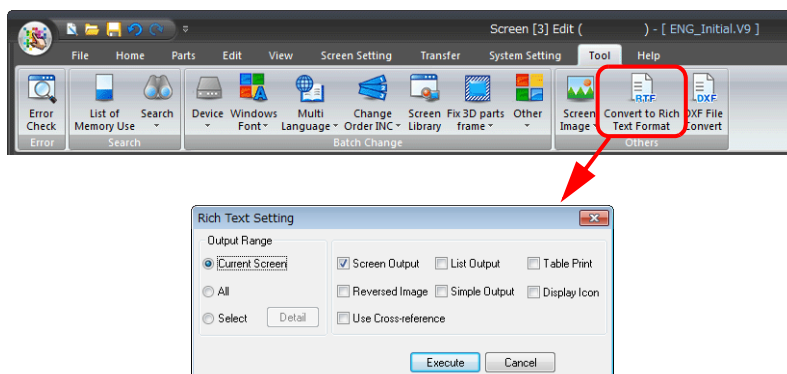 Screen [3] Edit ( ) - [ ENG_Initial.V9 ]
File Home Parts Edit View Screen Setting Transfer System Setting Tool Help
RTF DXF
Error List of Search Device Windows Multi Change Screen Fix 3D parts Other Screen Convert to Rich DXF File
Check Memory Use Font Language Order INC Library frame Image Text Format Convert
Error Search Batch Change Others
Rich Text Setting
Output Range
Current Screen Screen Output List Output Table Print
All Reversed Image Simple Output Display Icon
Select Detail Use Cross-reference
Execute Cancel